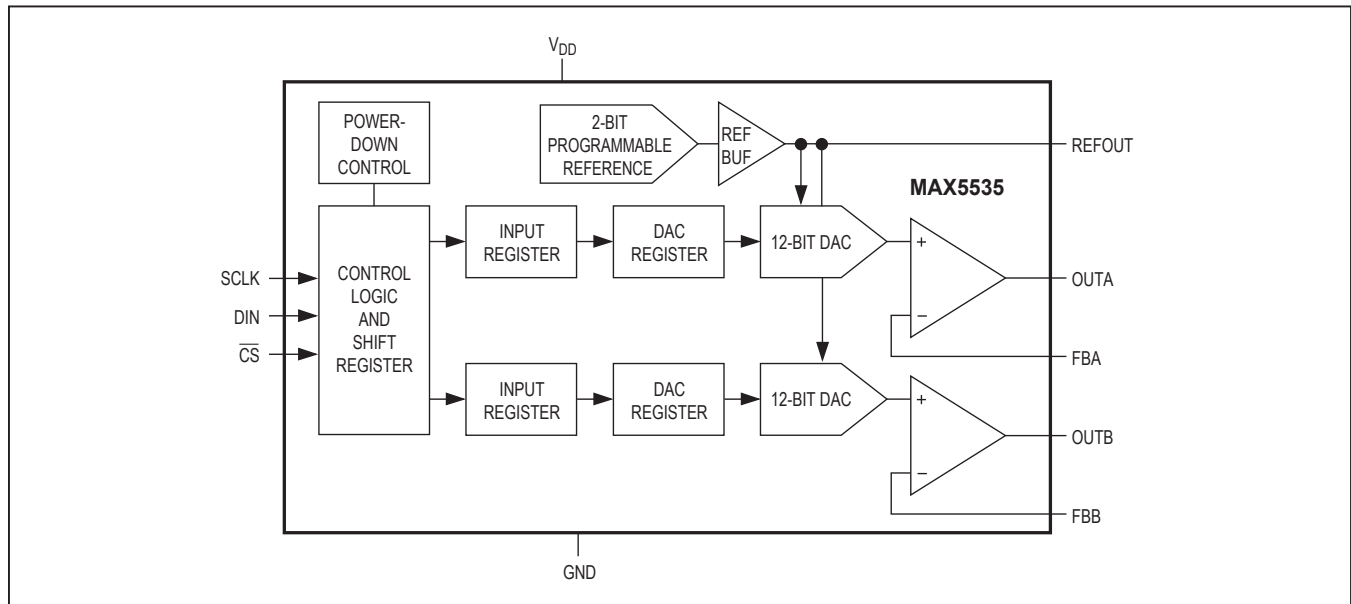 VDD
POWER-
DOWN
CONTROL
2-BIT
PROGRAMMABLE
REFERENCE
REF
BUF
REFOUT
MAX5535
CONTROL
LOGIC
AND
SHIFT
REGISTER
INPUT
REGISTER
DAC
REGISTER
12-BIT DAC
+
−
SCLK
DIN
C̅S̅
OUTA
FBA
INPUT
REGISTER
DAC
REGISTER
12-BIT DAC
+
−
OUTB
FBB
GND